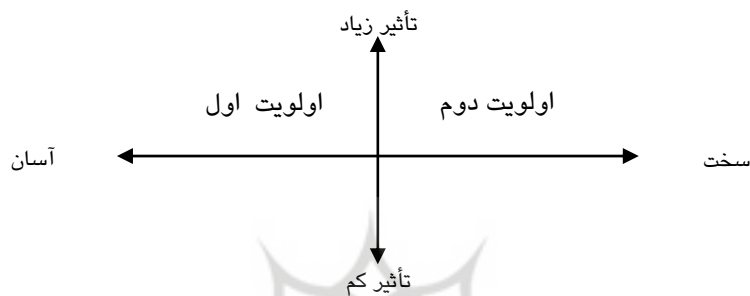 تأثیر زیاد
اولویت دوم
اولویت اول
سخت
آسان
تأثیر کم